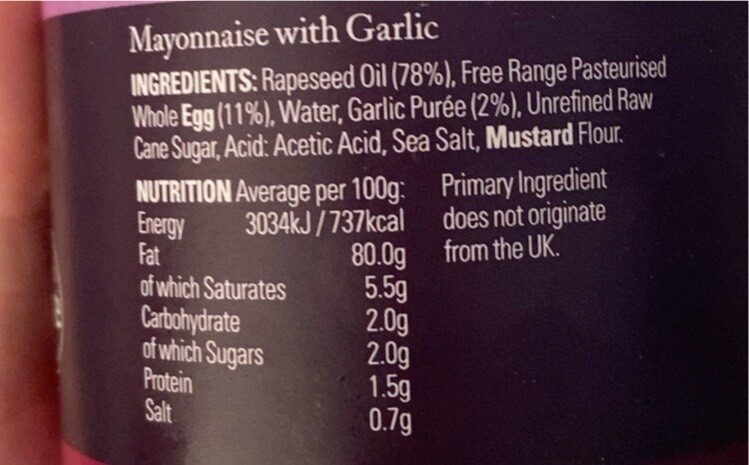 Mayonnaise with Garlic
INGREDIENTS: Rapeseed Oil (78%), Free Range Pasteurised
Whole Egg (11%), Water, Garlic Purée (2%), Unrefined Raw
Cane Sugar, Acid: Acetic Acid, Sea Salt, Mustard Flour.
NUTRITION Average per 100g:
Energy 3034kJ / 737kcal
Fat 80.0g
of which Saturates 5.5g
Carbohydrate 2.0g
of which Sugars 2.0g
Protein 1.5g
Salt 0.7g
Primary Ingredient
does not originate
from the UK.